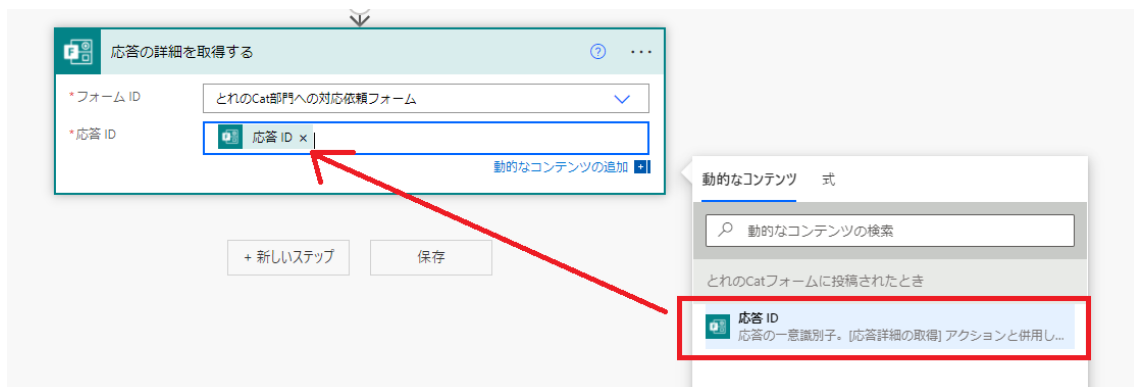 応答の詳細を取得する
*フォーム ID
とれのCat部門への対応依頼フォーム
*応答 ID
応答 ID ×
動的なコンテンツの追加
+ 新しいステップ
保存
動的なコンテンツ
式
動的なコンテンツの検索
とれのCatフォームに投稿されたとき
応答 ID
応答の一意識別子。[応答詳細の取得] アクションと併用し...